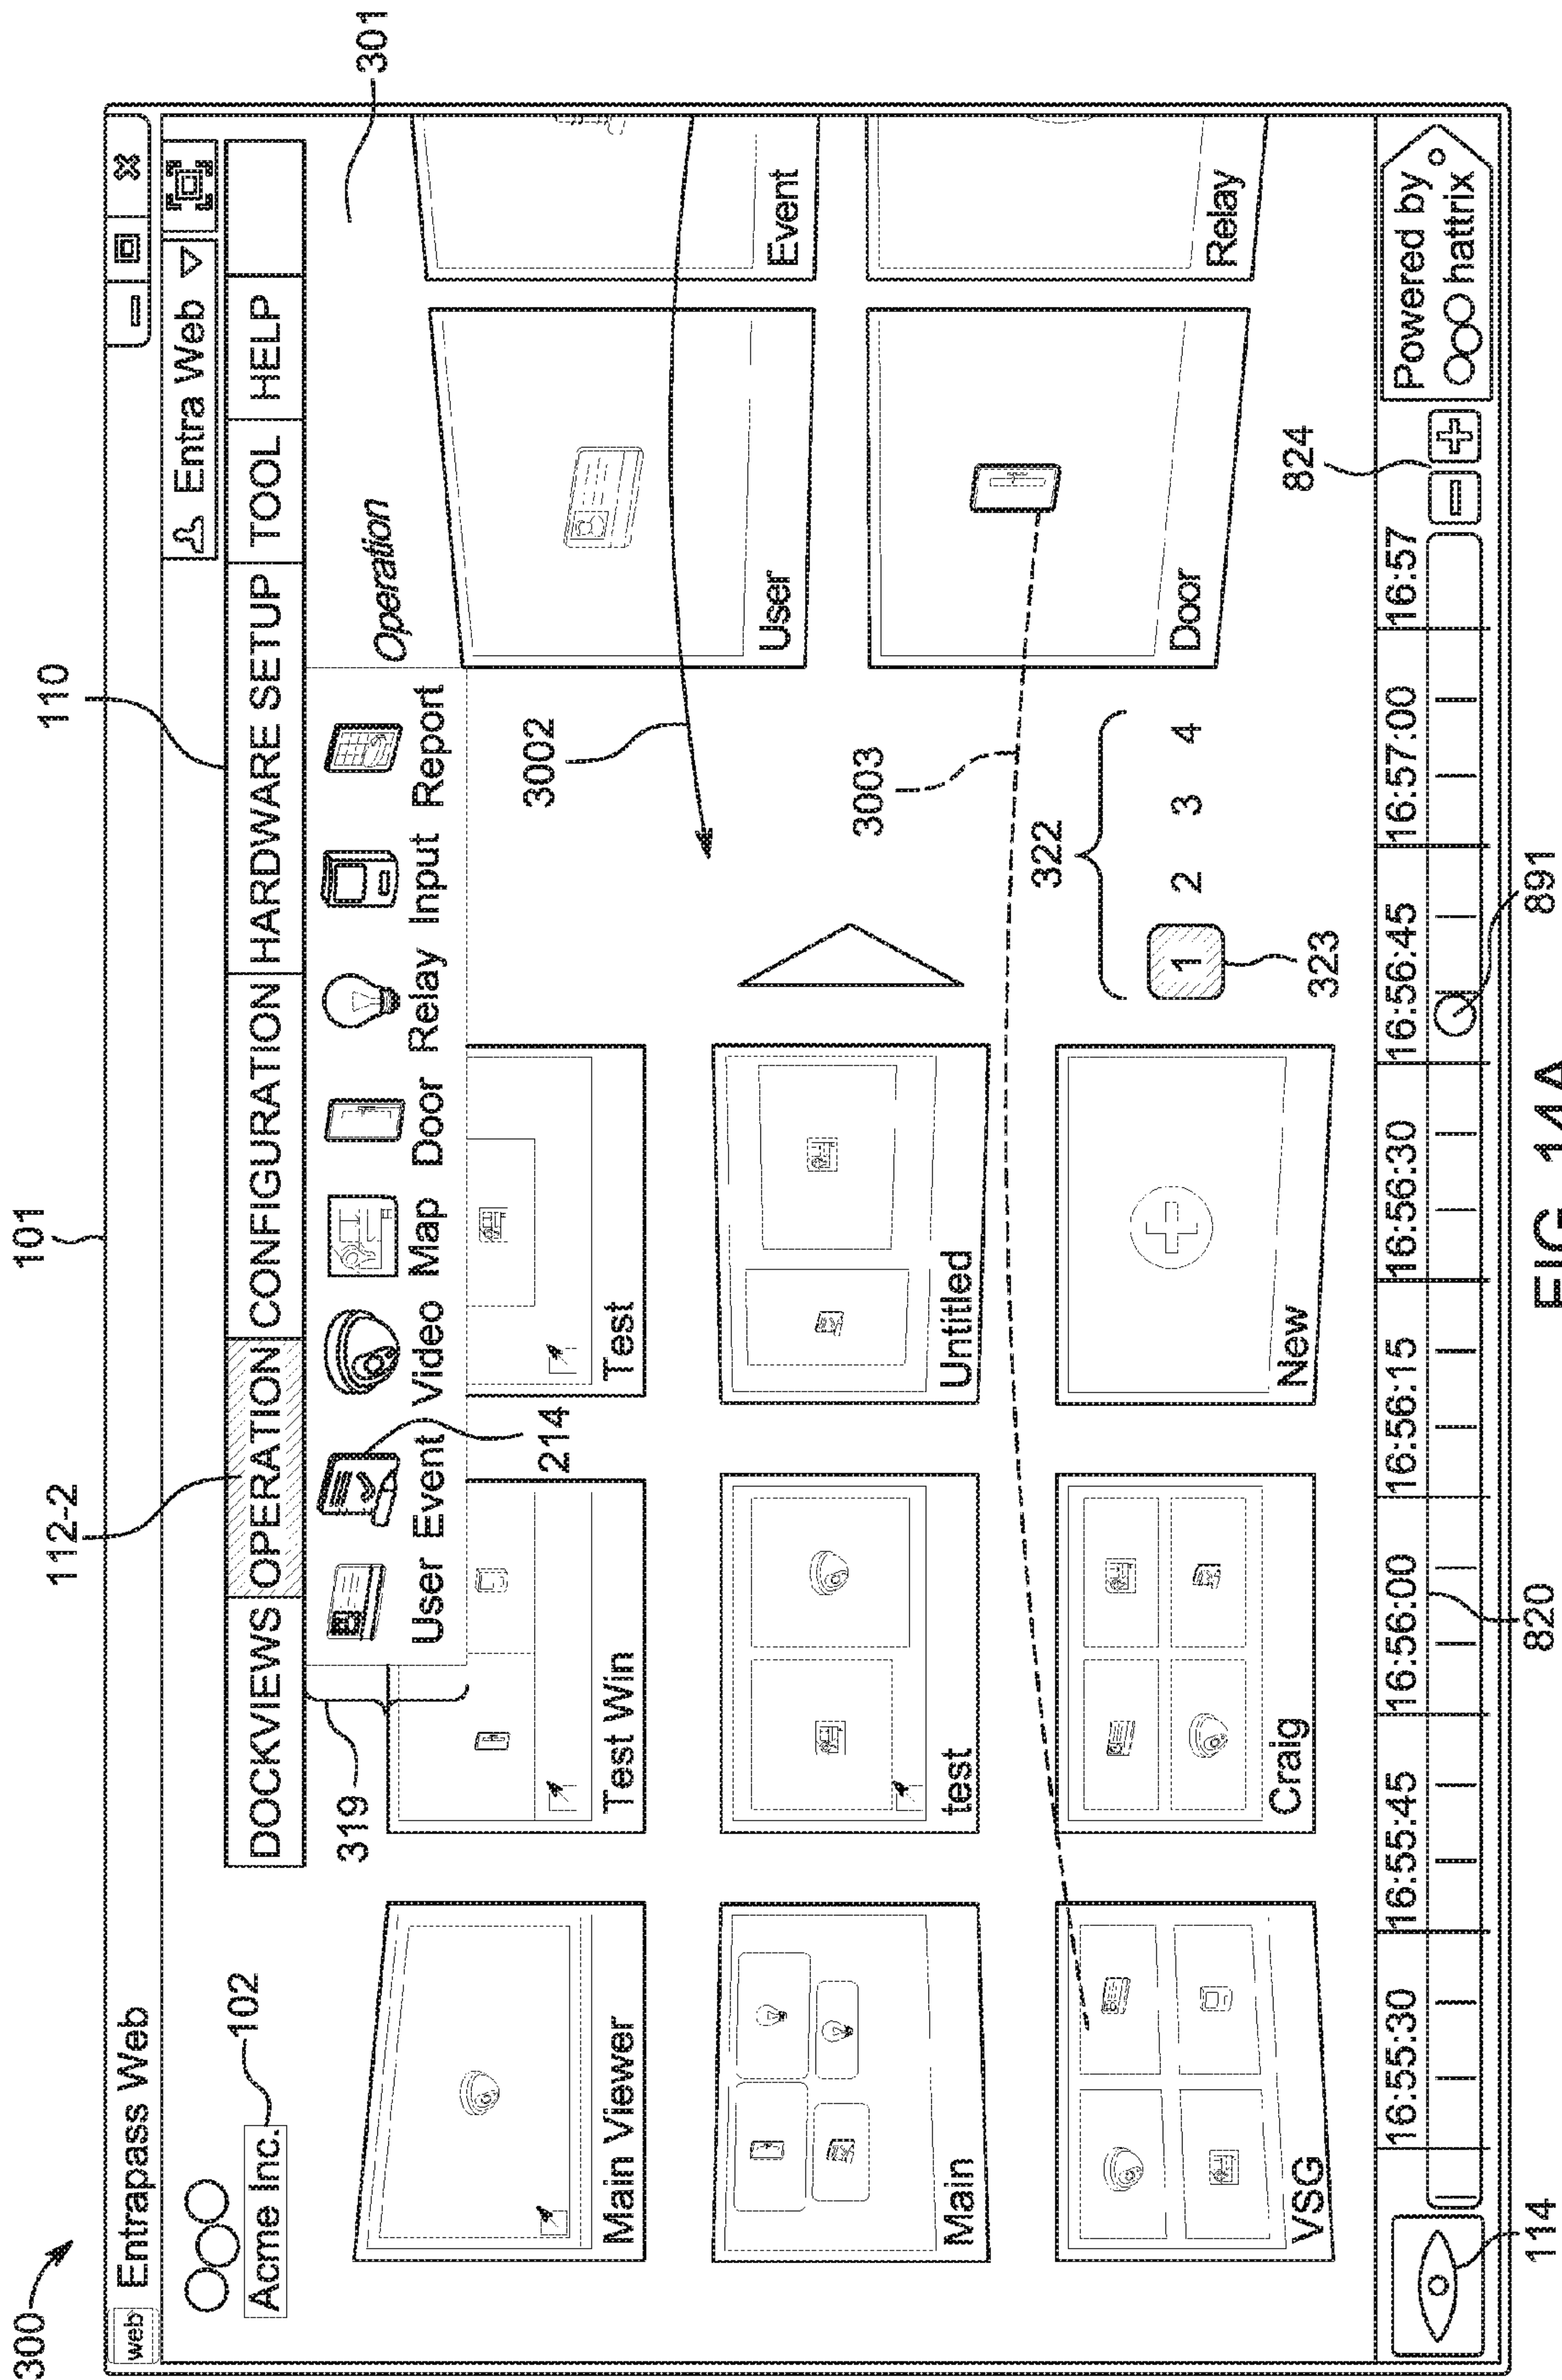 300
101
112-2
110
301
web Entrapass Web
Acme Inc.
102
Entra Web
DOCKVIEWS OPERATION CONFIGURATION HARDWARE SETUP TOOL HELP
319
User Event Video Map Door Relay Input Report
214
Operation
Main Viewer
Test Win
Test
3002
User
Event
Main
test
Untitled
3003
VSG
Craig
New
322
1 2 3 4
323
Door
Relay
824
16:55:30 16:55:45 16:56:00 16:56:15 16:56:30 16:56:45 16:57:00 16:57
Powered by
hattrix
114
820
891
FIG. 14A